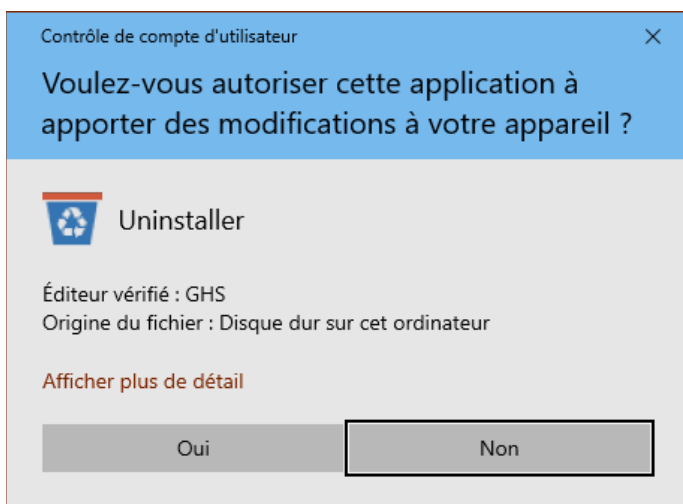 Contrôle de compte d'utilisateur
Voulez-vous autoriser cette application à
apporter des modifications à votre appareil ?
Uninstaller
Éditeur vérifié : GHS
Origine du fichier : Disque dur sur cet ordinateur
Afficher plus de détail
Oui
Non